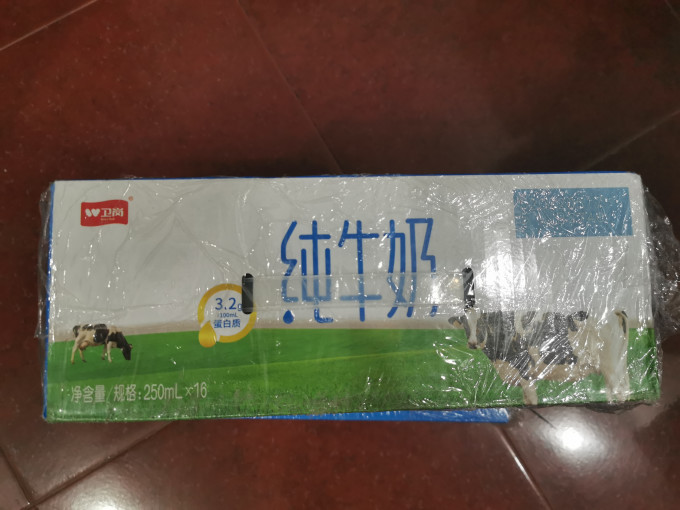 卫岗
纯牛奶
3.2g
/100mL
蛋白质
净含量/规格:250mL×16